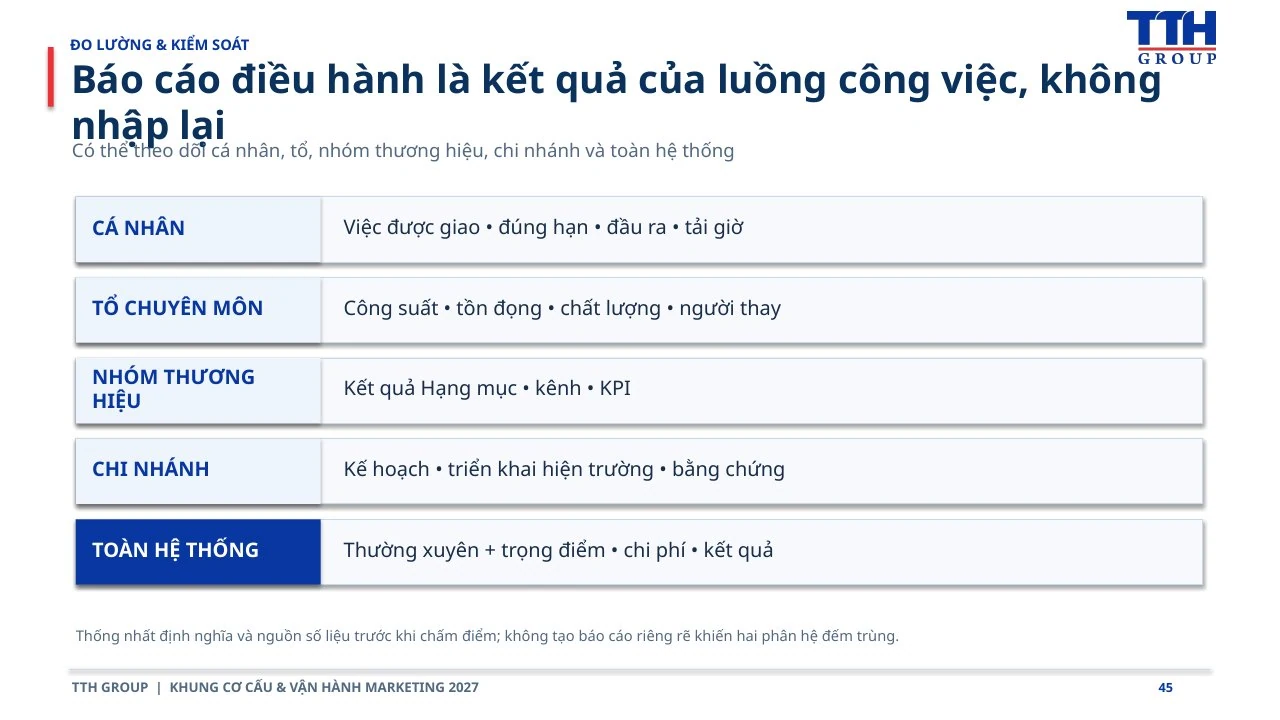 TTH
GROUP
ĐO LƯỜNG & KIỂM SOÁT
Báo cáo điều hành là kết quả của luồng công việc, không
nhập lại
Có thể theo dõi cá nhân, tổ, nhóm thương hiệu, chi nhánh và toàn hệ thống
CÁ NHÂN
Việc được giao • đúng hạn • đầu ra • tải giờ
TỔ CHUYÊN MÔN
Công suất • tồn đọng • chất lượng • người thay
NHÓM THƯƠNG
HIỆU
Kết quả Hạng mục • kênh • KPI
CHI NHÁNH
Kế hoạch • triển khai hiện trường • bằng chứng
TOÀN HỆ THỐNG
Thường xuyên + trọng điểm • chi phí • kết quả
Thống nhất định nghĩa và nguồn số liệu trước khi chấm điểm; không tạo báo cáo riêng rẽ khiến hai phân hệ đếm trùng.
TTH GROUP | KHUNG CƠ CẤU & VẬN HÀNH MARKETING 2027
45